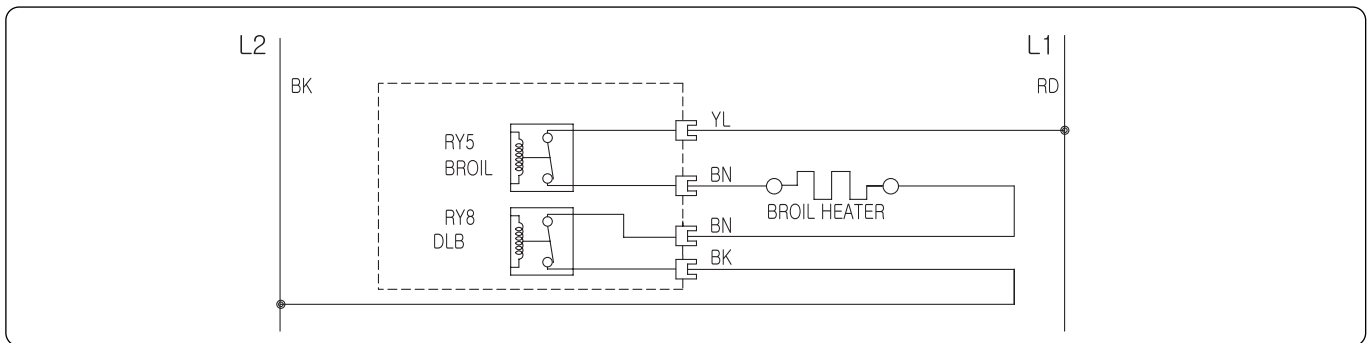 L2
L1
BK
RD
YL
RY5
BROIL
BN
BROIL HEATER
RY8
DLB
BN
BK